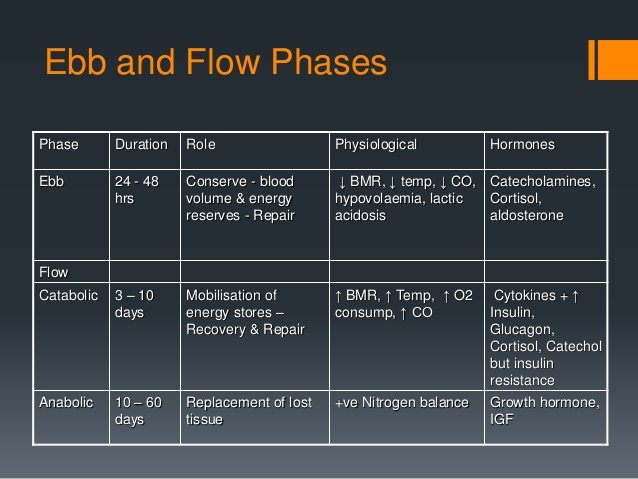 Ebb and Flow Phases
Phase Duration Role Physiological Hormones
Ebb
24 - 48
hrs
Conserve - blood
volume & energy
reserves - Repair
↓ BMR, ↓ temp, ↓ CO,
hypovolaemia, lactic
acidosis
Catecholamines,
Cortisol,
aldosterone
Flow
Catabolic
3 – 10
days
Mobilisation of
energy stores –
Recovery & Repair
↑ BMR, ↑ Temp, ↑ O2
consump, ↑ CO
Cytokines + ↑
Insulin,
Glucagon,
Cortisol, Catechol
but insulin
resistance
Anabolic
10 – 60
days
Replacement of lost
tissue
+ve Nitrogen balance
Growth hormone,
IGF